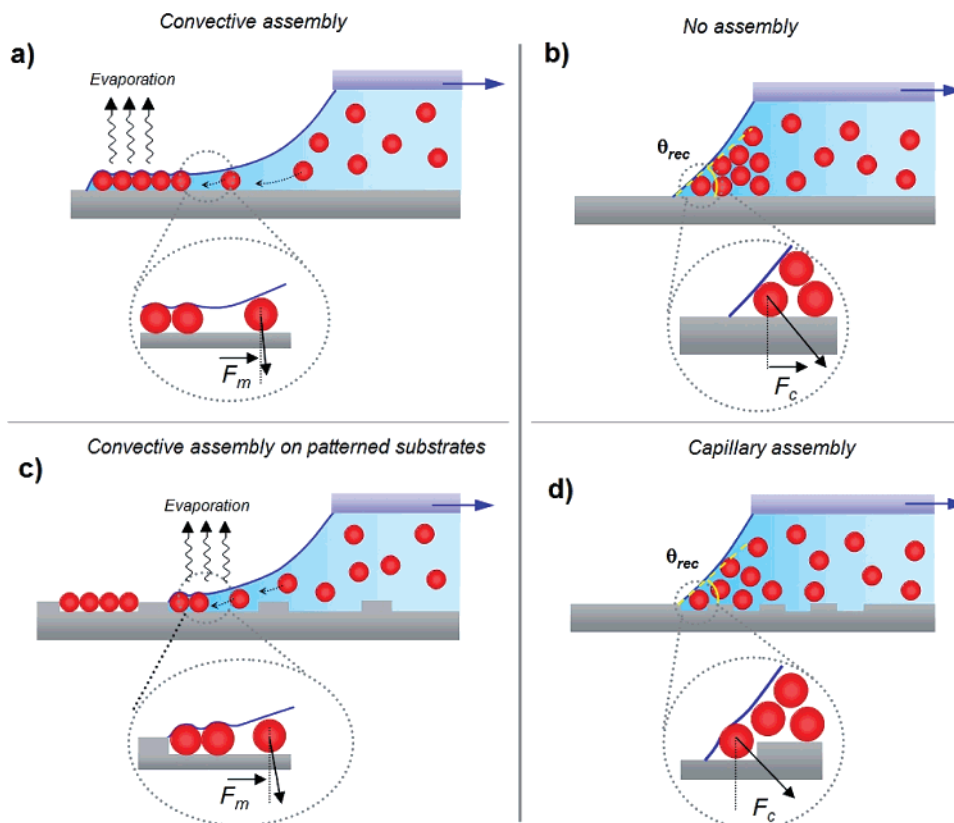 Convective assembly
a)
Evaporation
Fm
No assembly
b)
θrec
Fc
Convective assembly on patterned substrates
c)
Evaporation
Fm
Capillary assembly
d)
θrec
Fc